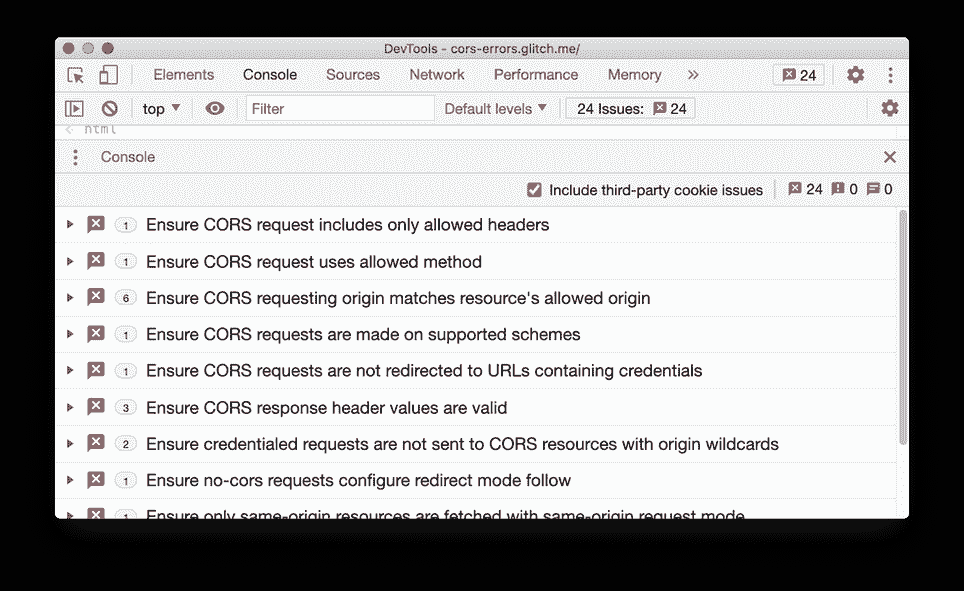 DevTools - cors-errors.glitch.me/
Elements Console Sources Network Performance Memory » 24
top Filter Default levels 24 Issues: 24
html
Console
Include third-party cookie issues 24 0 0
1 Ensure CORS request includes only allowed headers
1 Ensure CORS request uses allowed method
6 Ensure CORS requesting origin matches resource's allowed origin
1 Ensure CORS requests are made on supported schemes
1 Ensure CORS requests are not redirected to URLs containing credentials
3 Ensure CORS response header values are valid
2 Ensure credentialed requests are not sent to CORS resources with origin wildcards
1 Ensure no-cors requests configure redirect mode follow
1 Ensure only same-origin resources are fetched with same-origin request mode